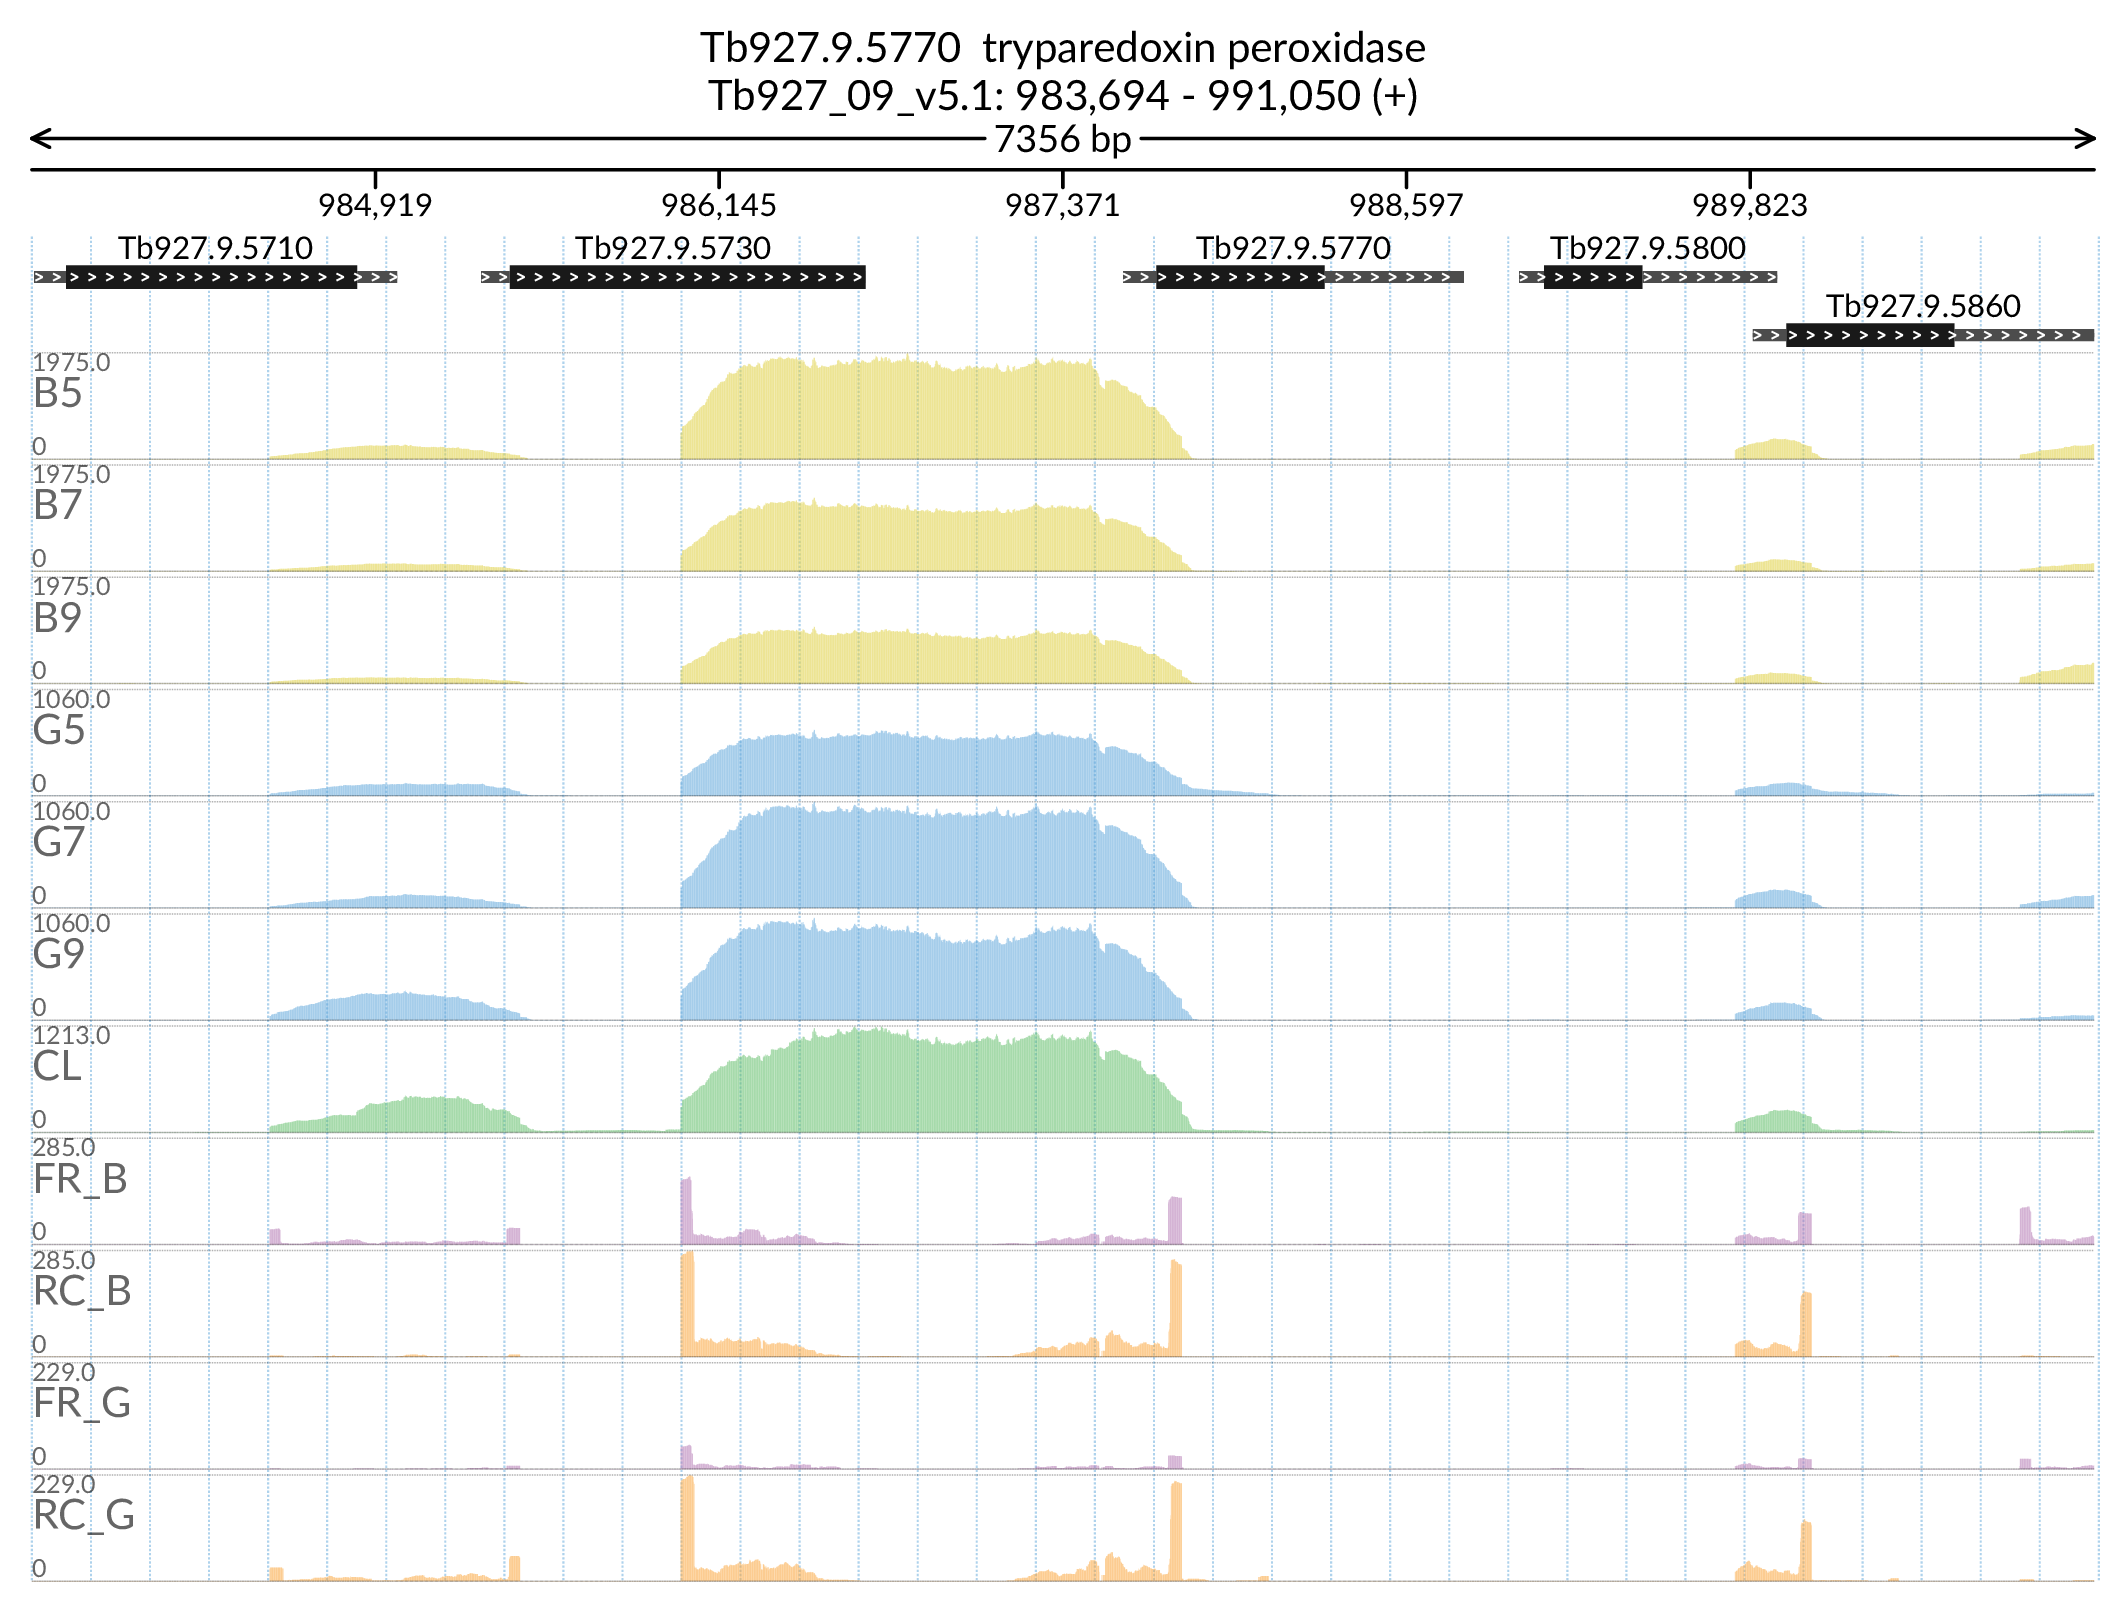 Tb927.9.5770 tryparedoxin peroxidase
Tb927_09_v5.1: 983,694 - 991,050 (+)
7356 bp
984,919 986,145 987,371 988,597 989,823
Tb927.9.5710 Tb927.9.5730 Tb927.9.5770 Tb927.9.5800
Tb927.9.5860
1975.0
B5
0
1975.0
B7
0
1975.0
B9
0
1060.0
G5
0
1060.0
G7
0
1060.0
G9
0
1213.0
CL
0
285.0
FR_B
0
285.0
RC_B
0
229.0
FR_G
0
229.0
RC_G
0